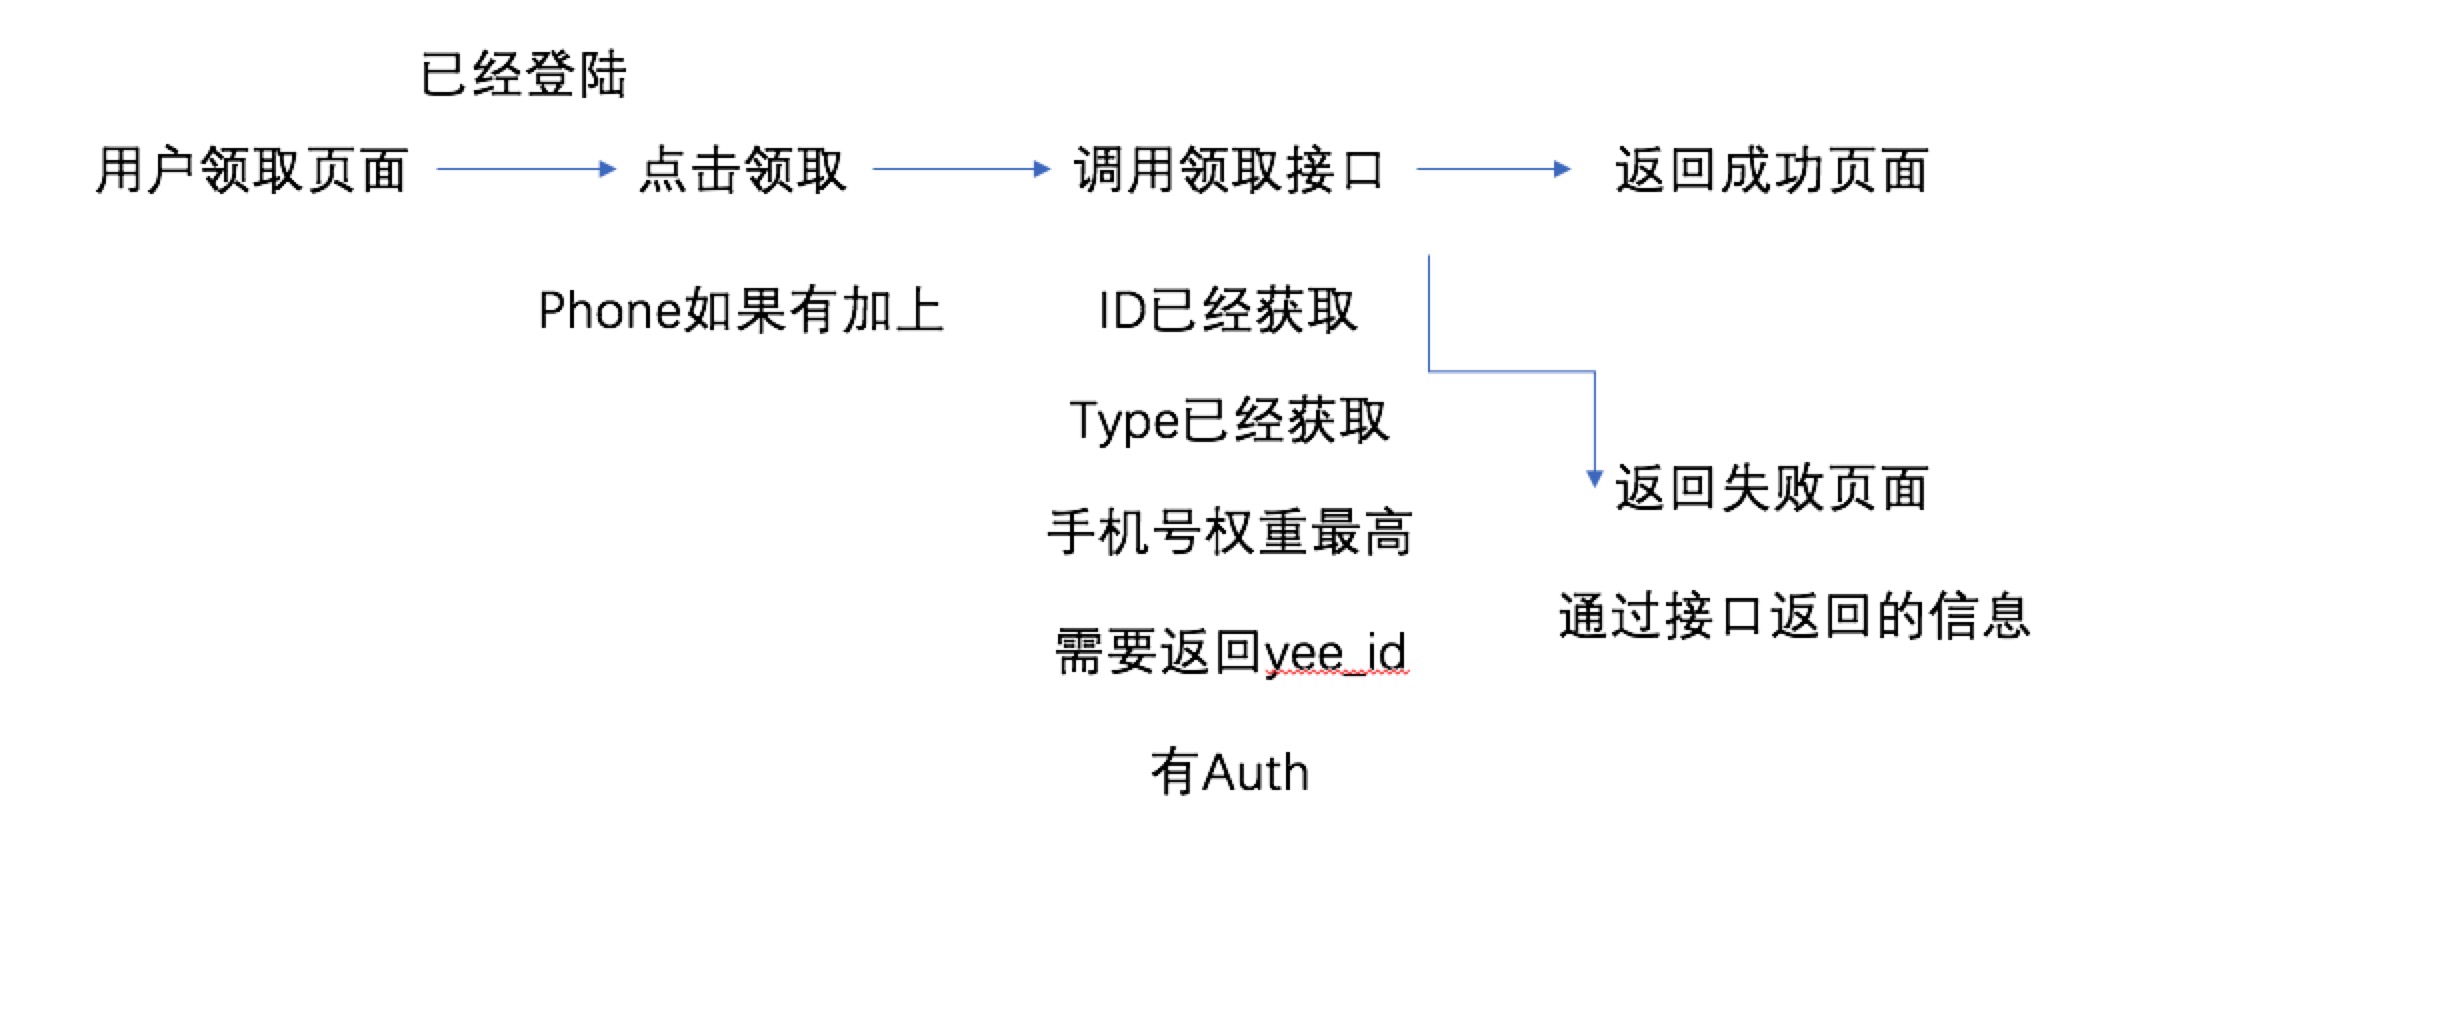 已经登陆
用户领取页面
点击领取
调用领取接口
返回成功页面
Phone如果有加上
ID已经获取
Type已经获取
手机号权重最高
需要返回yee_id
有Auth
返回失败页面
通过接口返回的信息